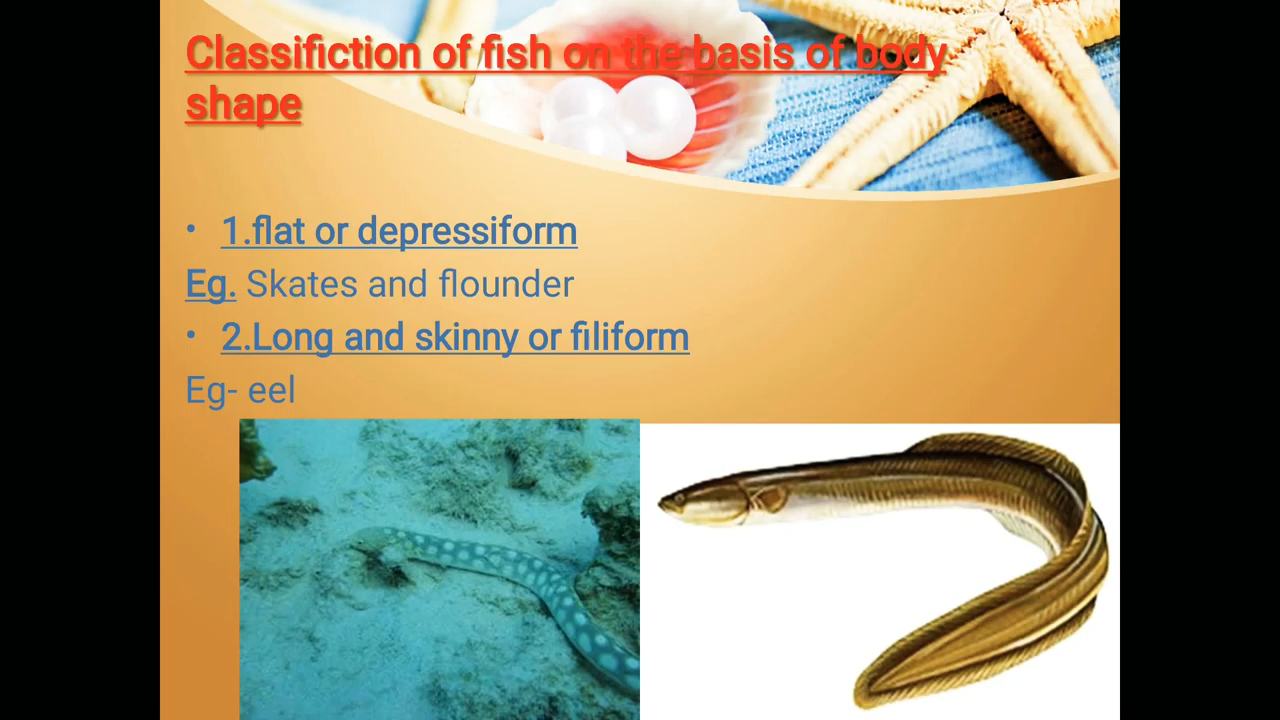 Classifiction of fish on the basis of body
shape
• 1.flat or depressiform
Eg. Skates and flounder
• 2.Long and skinny or filiform
Eg- eel